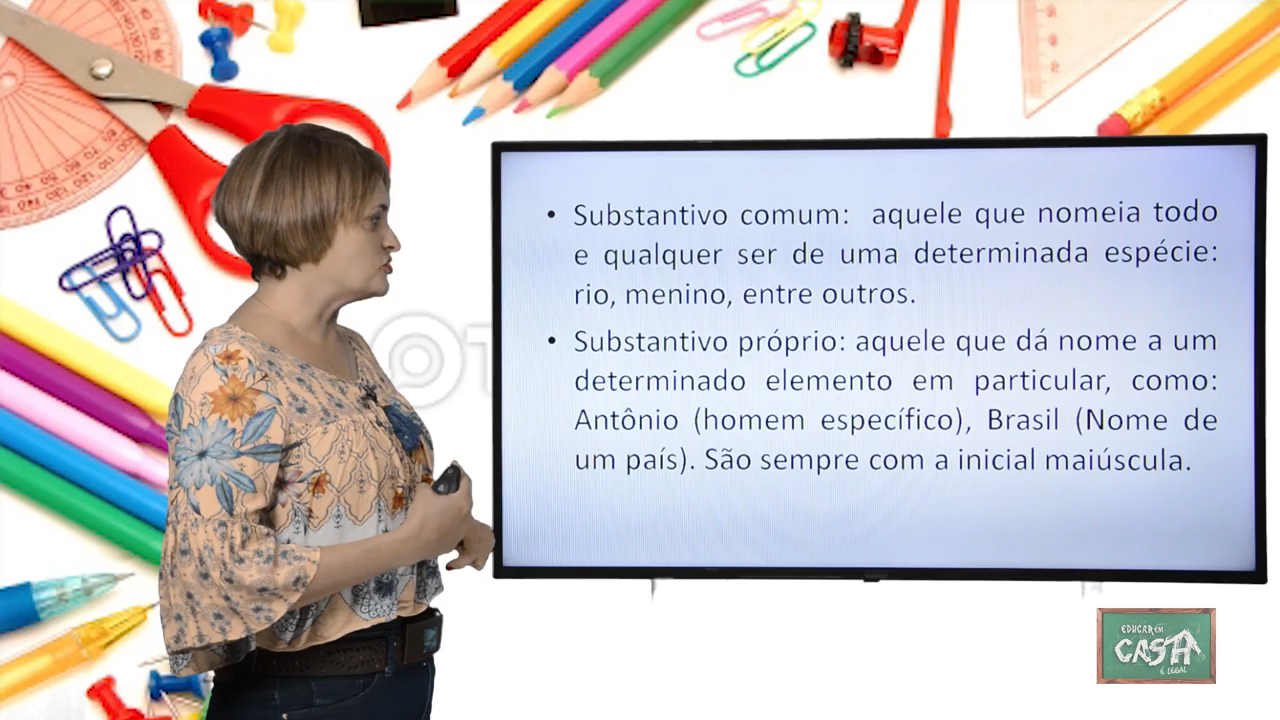 • Substantivo comum: aquele que nomeia todo
e qualquer ser de uma determinada espécie:
rio, menino, entre outros.
• Substantivo próprio: aquele que dá nome a um
determinado elemento em particular, como:
Antônio (homem específico), Brasil (Nome de
um país). São sempre com a inicial maiúscula.
EDUCAR EM
CASA
É LEGAL